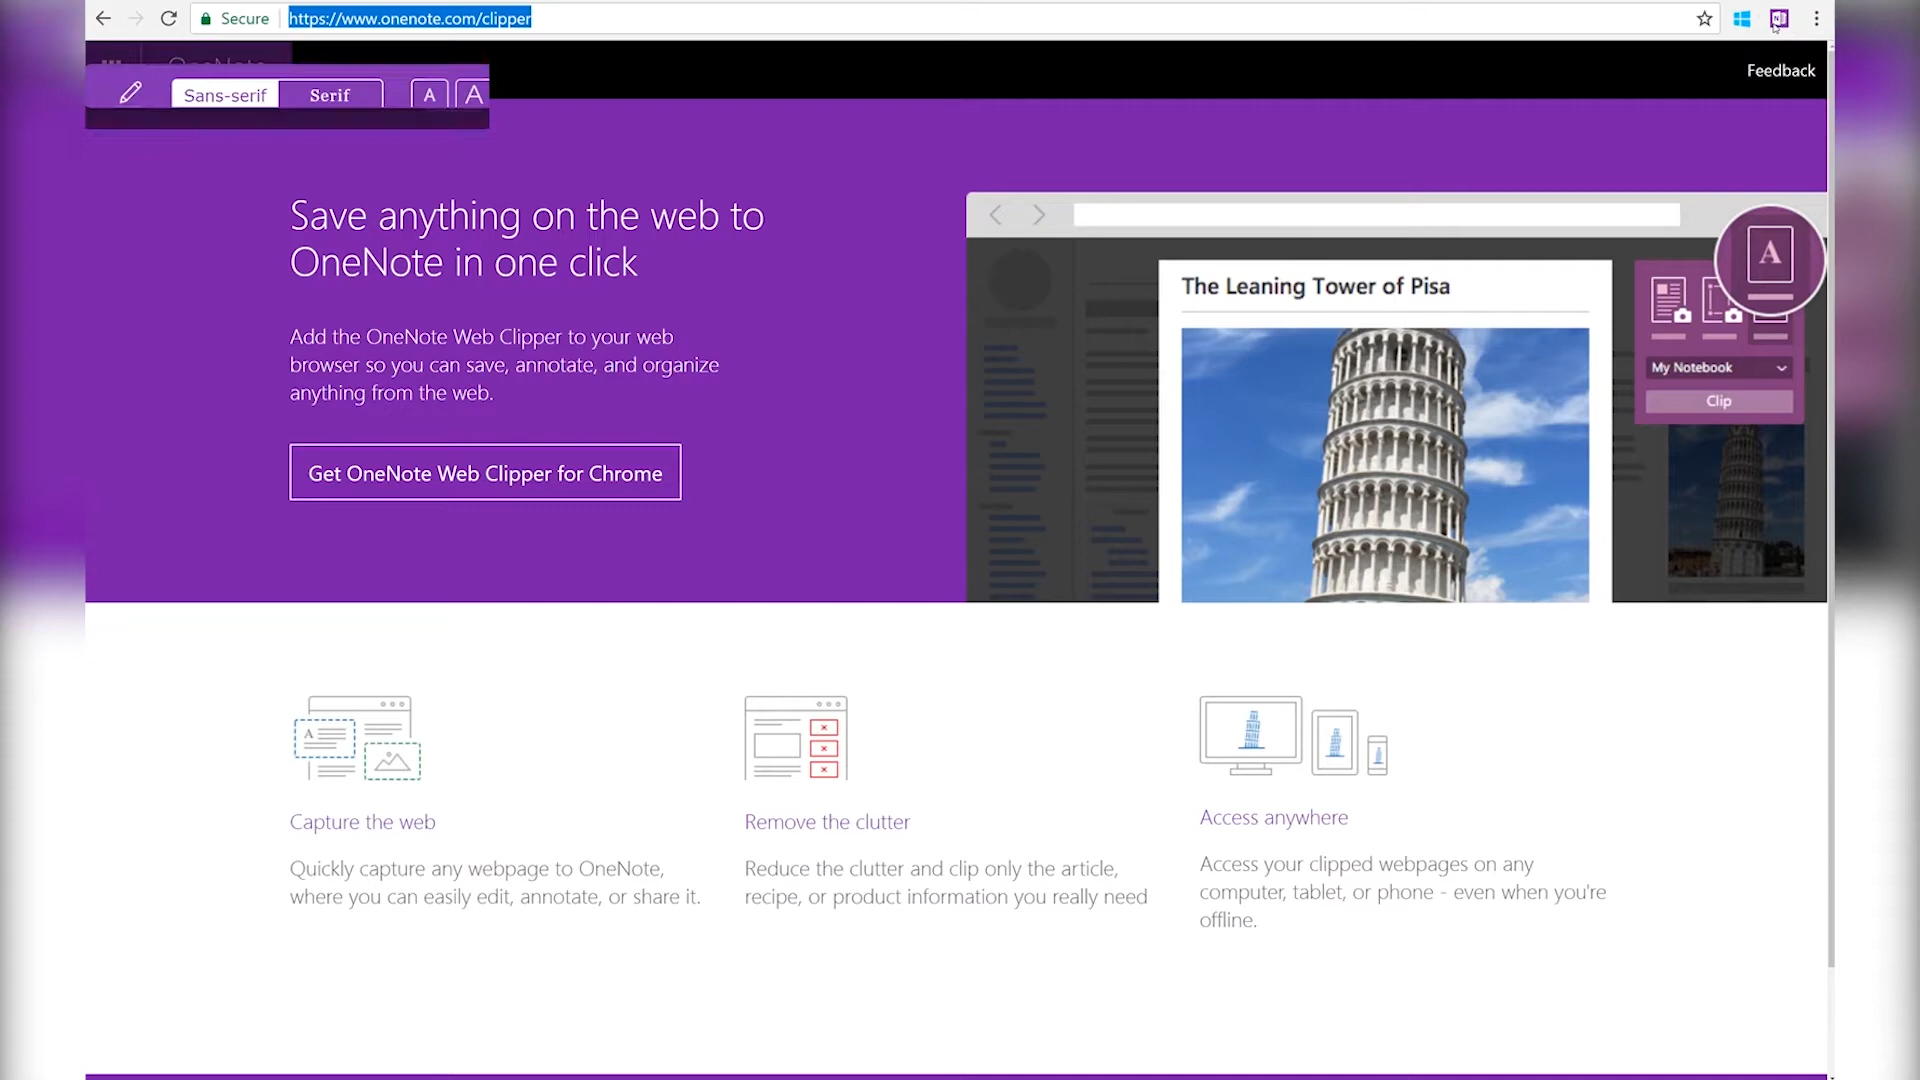 Secure
https://www.onenote.com/clipper
OneNote
Feedback
Sans-serif Serif A A
Save anything on the web to
OneNote in one click
Add the OneNote Web Clipper to your web
browser so you can save, annotate, and organize
anything from the web.
Get OneNote Web Clipper for Chrome
The Leaning Tower of Pisa
A
My Notebook
Clip
A
Capture the web
Quickly capture any webpage to OneNote,
where you can easily edit, annotate, or share it.
Remove the clutter
Reduce the clutter and clip only the article,
recipe, or product information you really need
Access anywhere
Access your clipped webpages on any
computer, tablet, or phone - even when you're
offline.